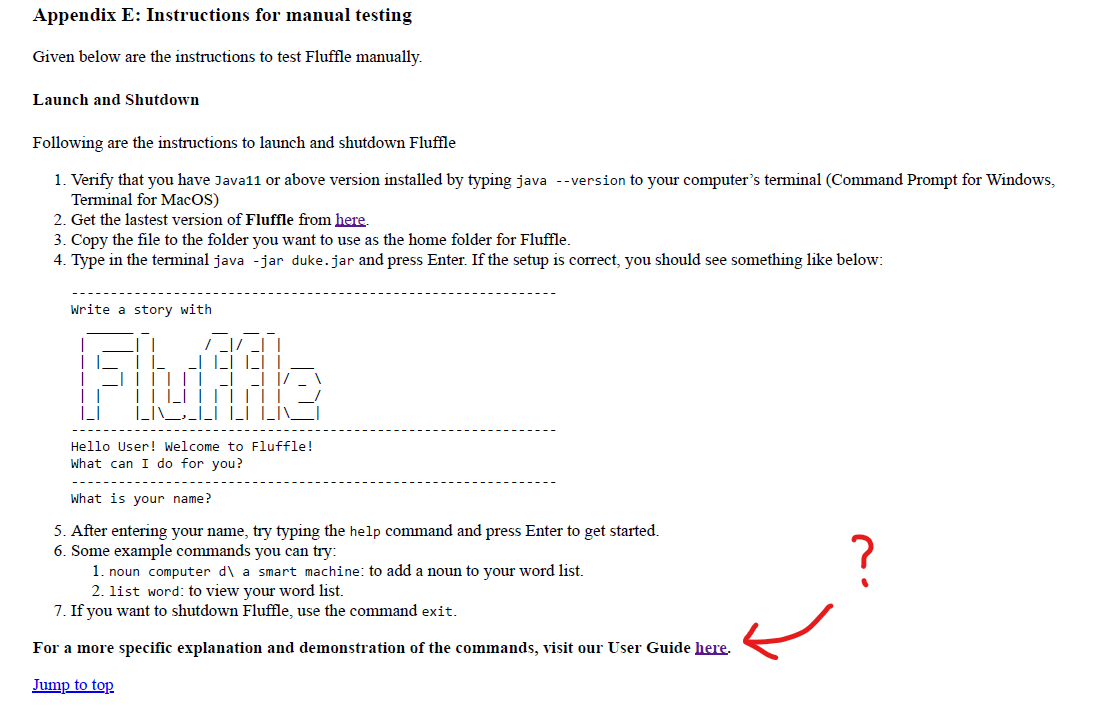 Appendix E: Instructions for manual testing
Given below are the instructions to test Fluffle manually.
Launch and Shutdown
Following are the instructions to launch and shutdown Fluffle
1. Verify that you have Java11 or above version installed by typing java --version to your computer’s terminal (Command Prompt for Windows,
Terminal for MacOS)
2. Get the lastest version of Fluffle from here.
3. Copy the file to the folder you want to use as the home folder for Fluffle.
4. Type in the terminal java -jar duke.jar and press Enter. If the setup is correct, you should see something like below:
Write a story with
Fluffle
Hello User! Welcome to Fluffle!
What can I do for you?
What is your name?
5. After entering your name, try typing the help command and press Enter to get started.
6. Some example commands you can try:
1. noun computer d\ a smart machine: to add a noun to your word list.
2. list word: to view your word list.
7. If you want to shutdown Fluffle, use the command exit.
?
For a more specific explanation and demonstration of the commands, visit our User Guide here.
Jump to top